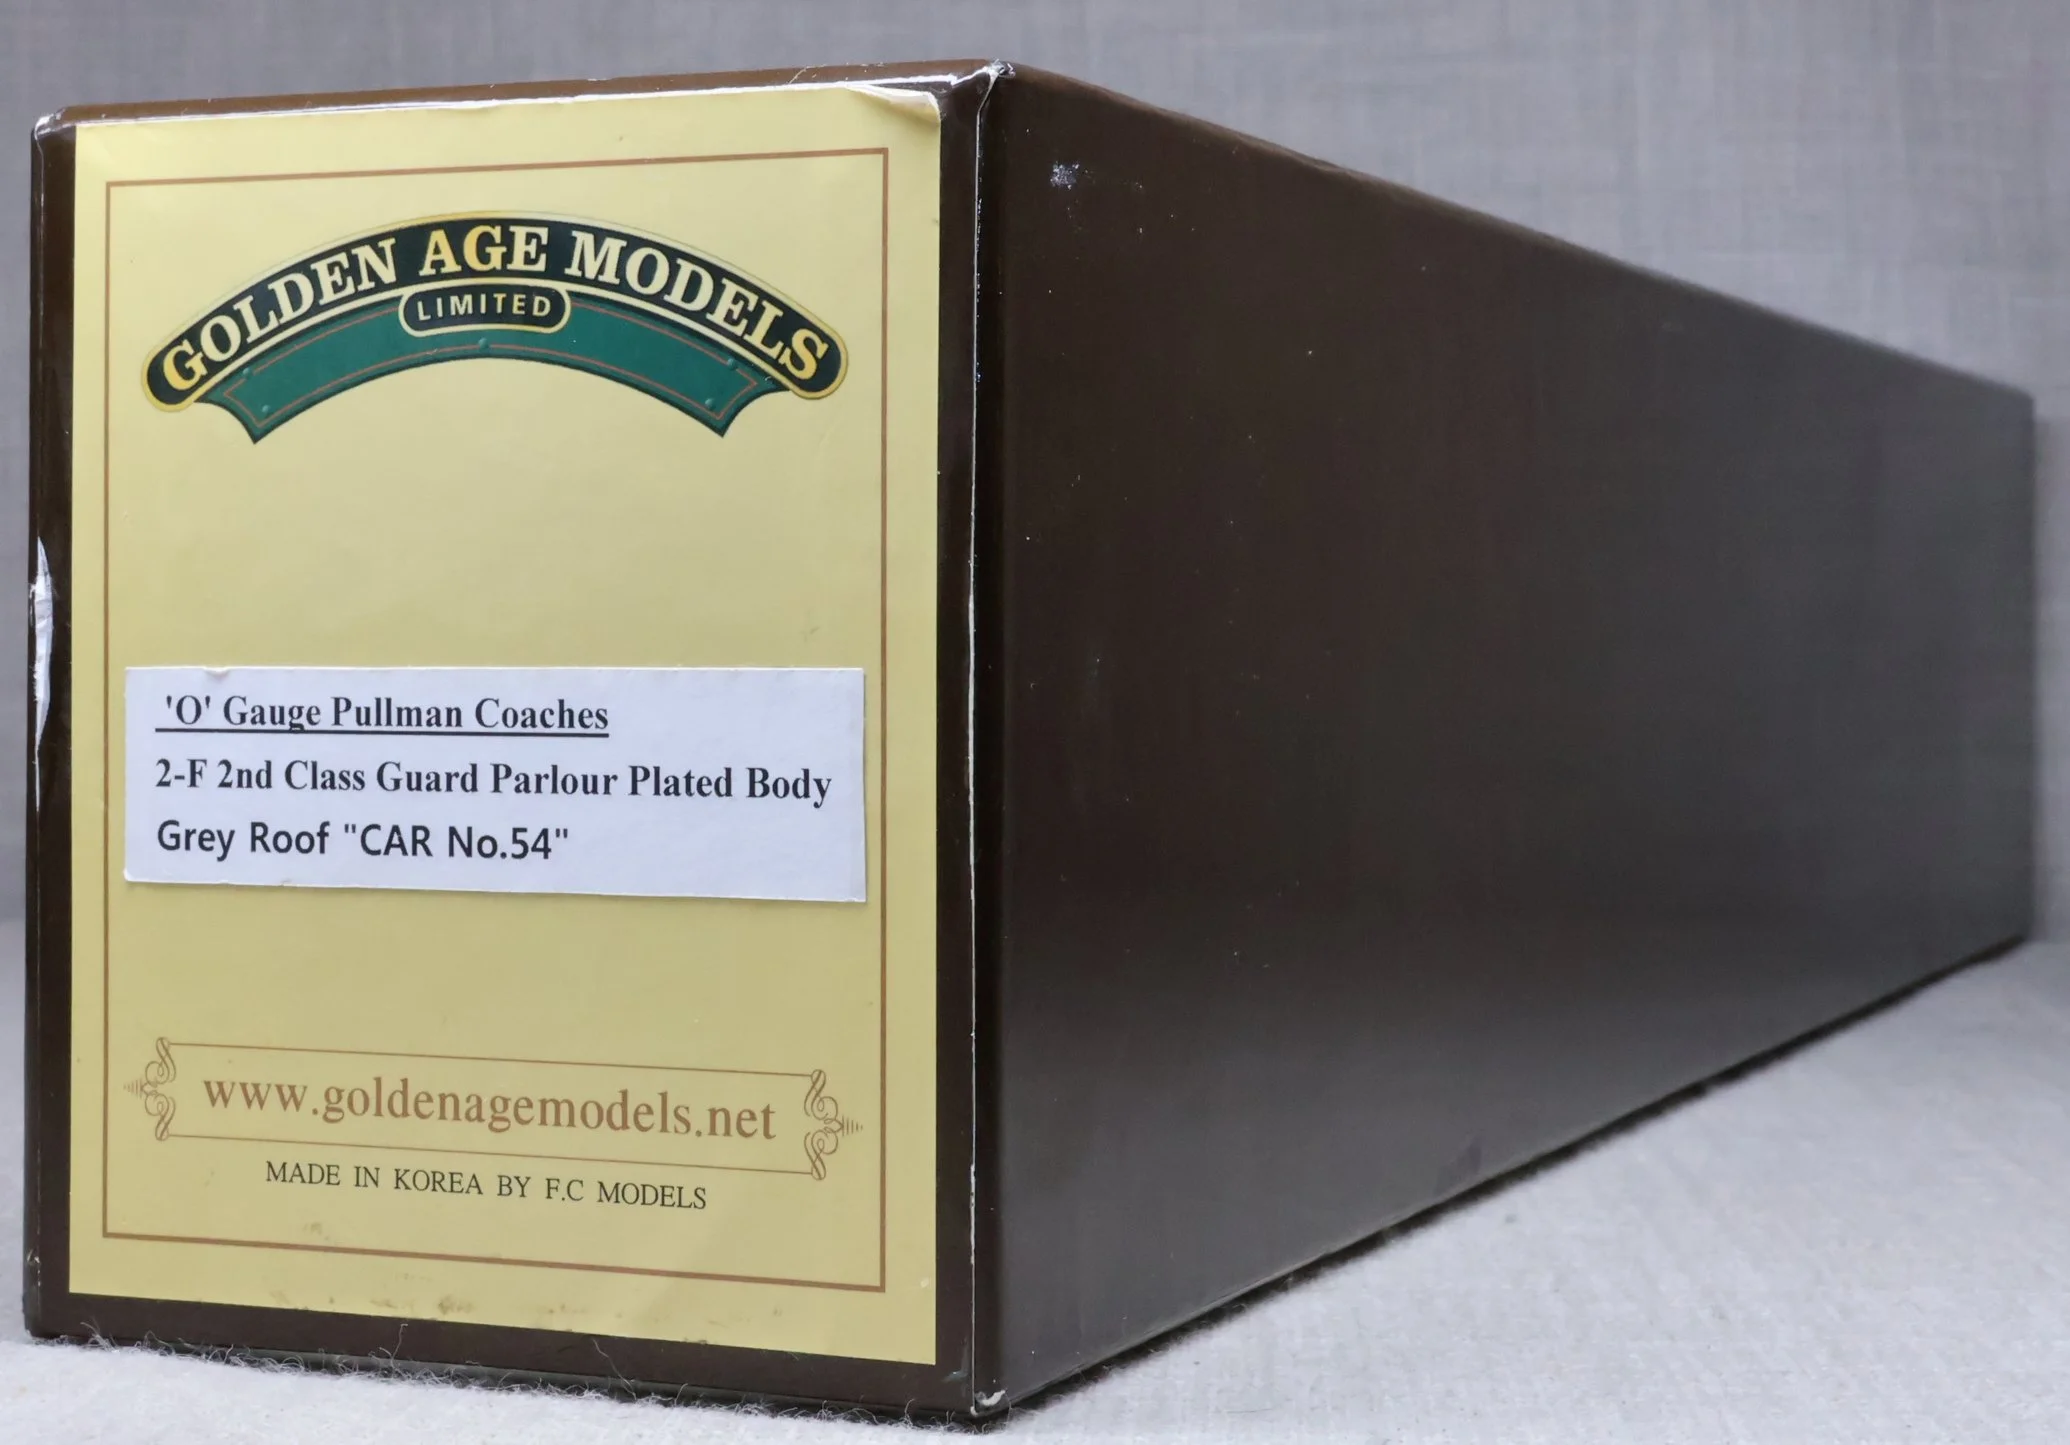 GOLDEN AGE MODELS
LIMITED
'O' Gauge Pullman Coaches
2-F 2nd Class Guard Parlour Plated Body
Grey Roof "CAR No.54"
www.goldenagemodels.net
MADE IN KOREA BY F.C MODELS